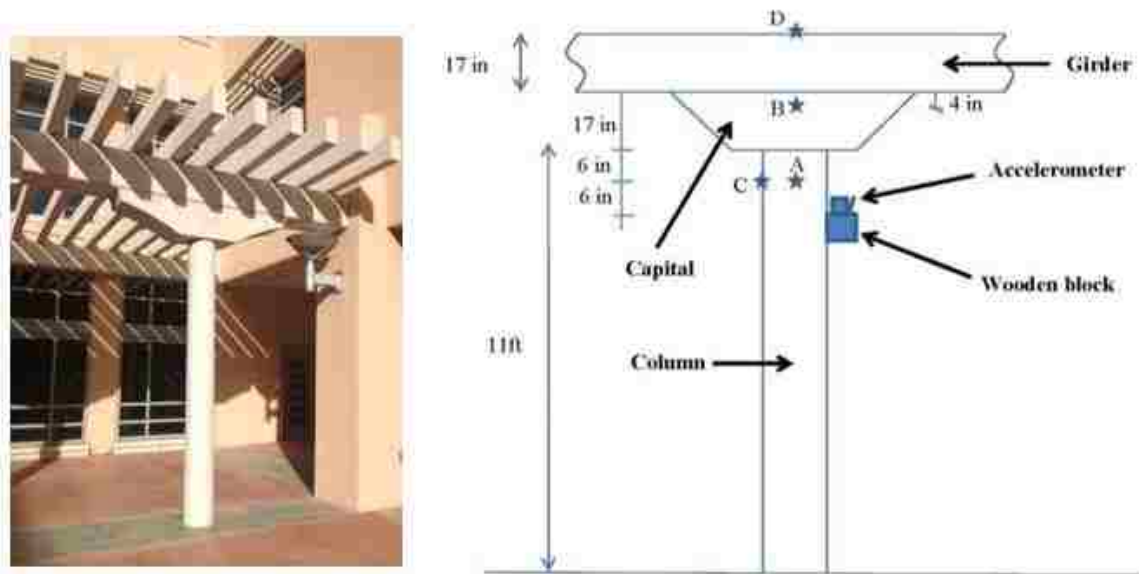 D
17 in
Girder
B
4 in
17 in
6 in
A
Accelerometer
C
6 in
Capital
Wooden block
11ft
Column